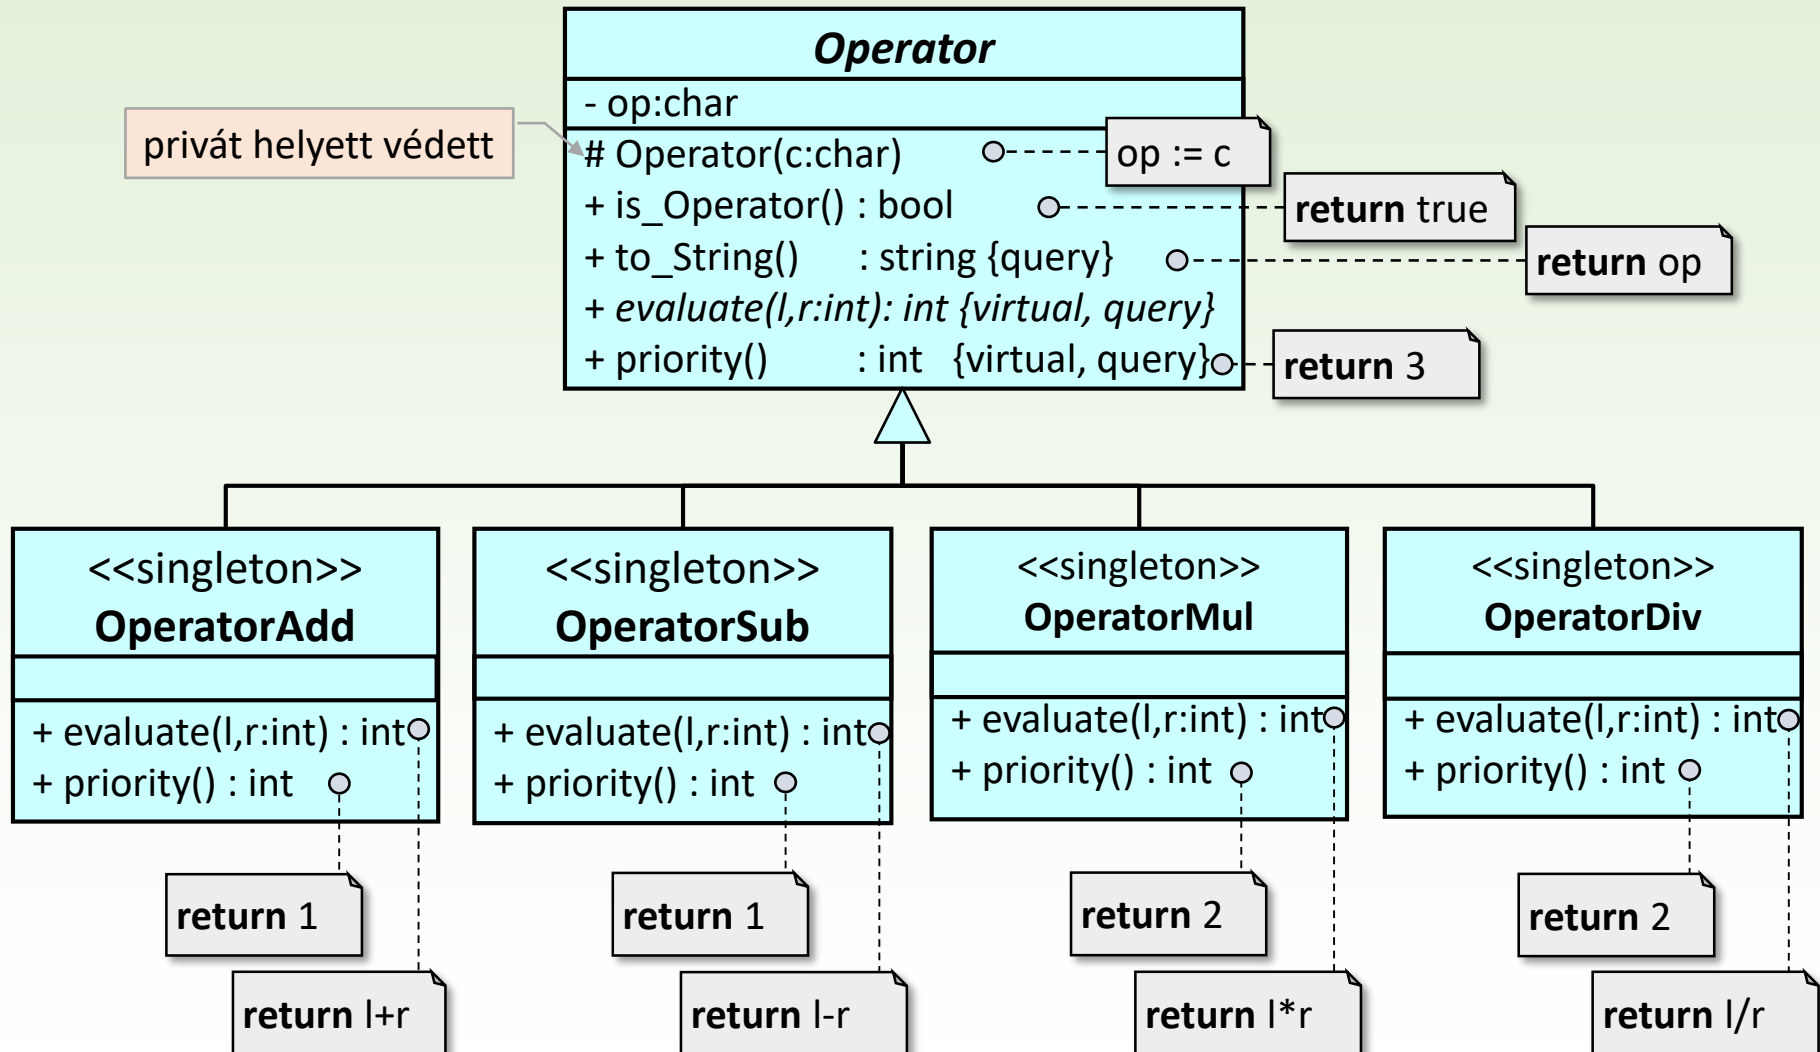 Operator
- op:char
privát helyett védett
# Operator(c:char)
op := c
+ is_Operator() : bool
return true
+ to_String() : string {query}
return op
+ evaluate(l,r:int): int {virtual, query}
+ priority() : int {virtual, query}
return 3
<<singleton>>
OperatorAdd
+ evaluate(l,r:int) : int
+ priority() : int
return 1
return l+r
<<singleton>>
OperatorSub
+ evaluate(l,r:int) : int
+ priority() : int
return 1
return l-r
<<singleton>>
OperatorMul
+ evaluate(l,r:int) : int
+ priority() : int
return 2
return l*r
<<singleton>>
OperatorDiv
+ evaluate(l,r:int) : int
+ priority() : int
return 2
return l/r